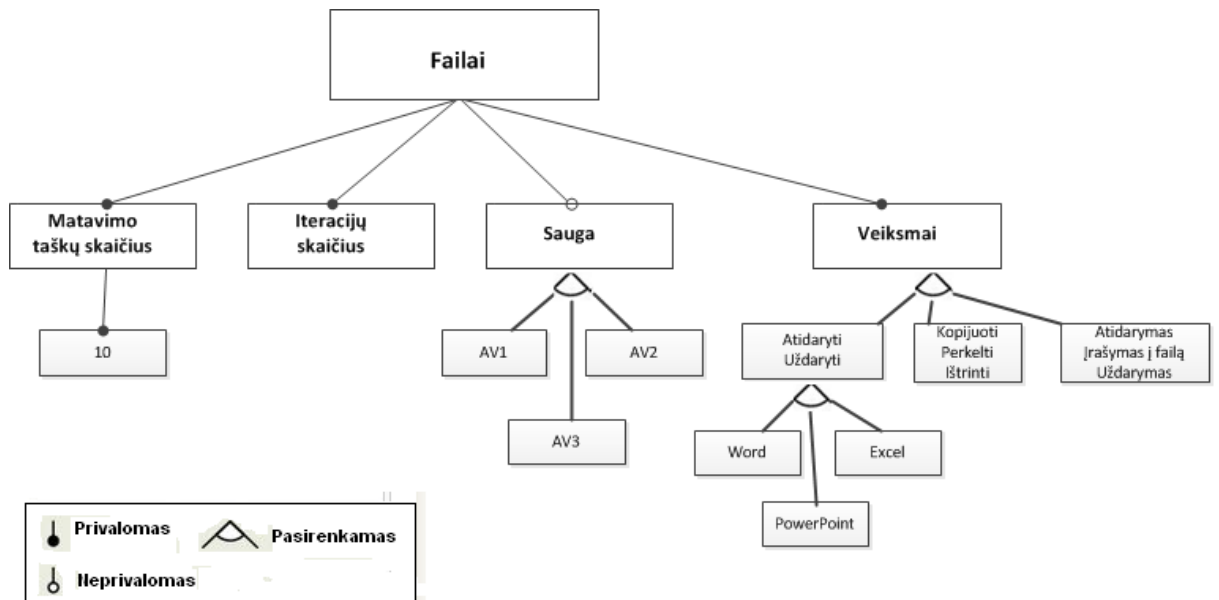 Failai
Matavimo
taškų skaičius
Iteracijų
skaičius
Sauga
Veiksmai
10
AV1
AV2
AV3
Atidaryti
Uždaryti
Kopijuoti
Perkelti
Ištrinti
Atidarymas
Įrašymas į failą
Uždarymas
Word
Excel
PowerPoint
Privalomas
Pasirenkamas
Neprivalomas